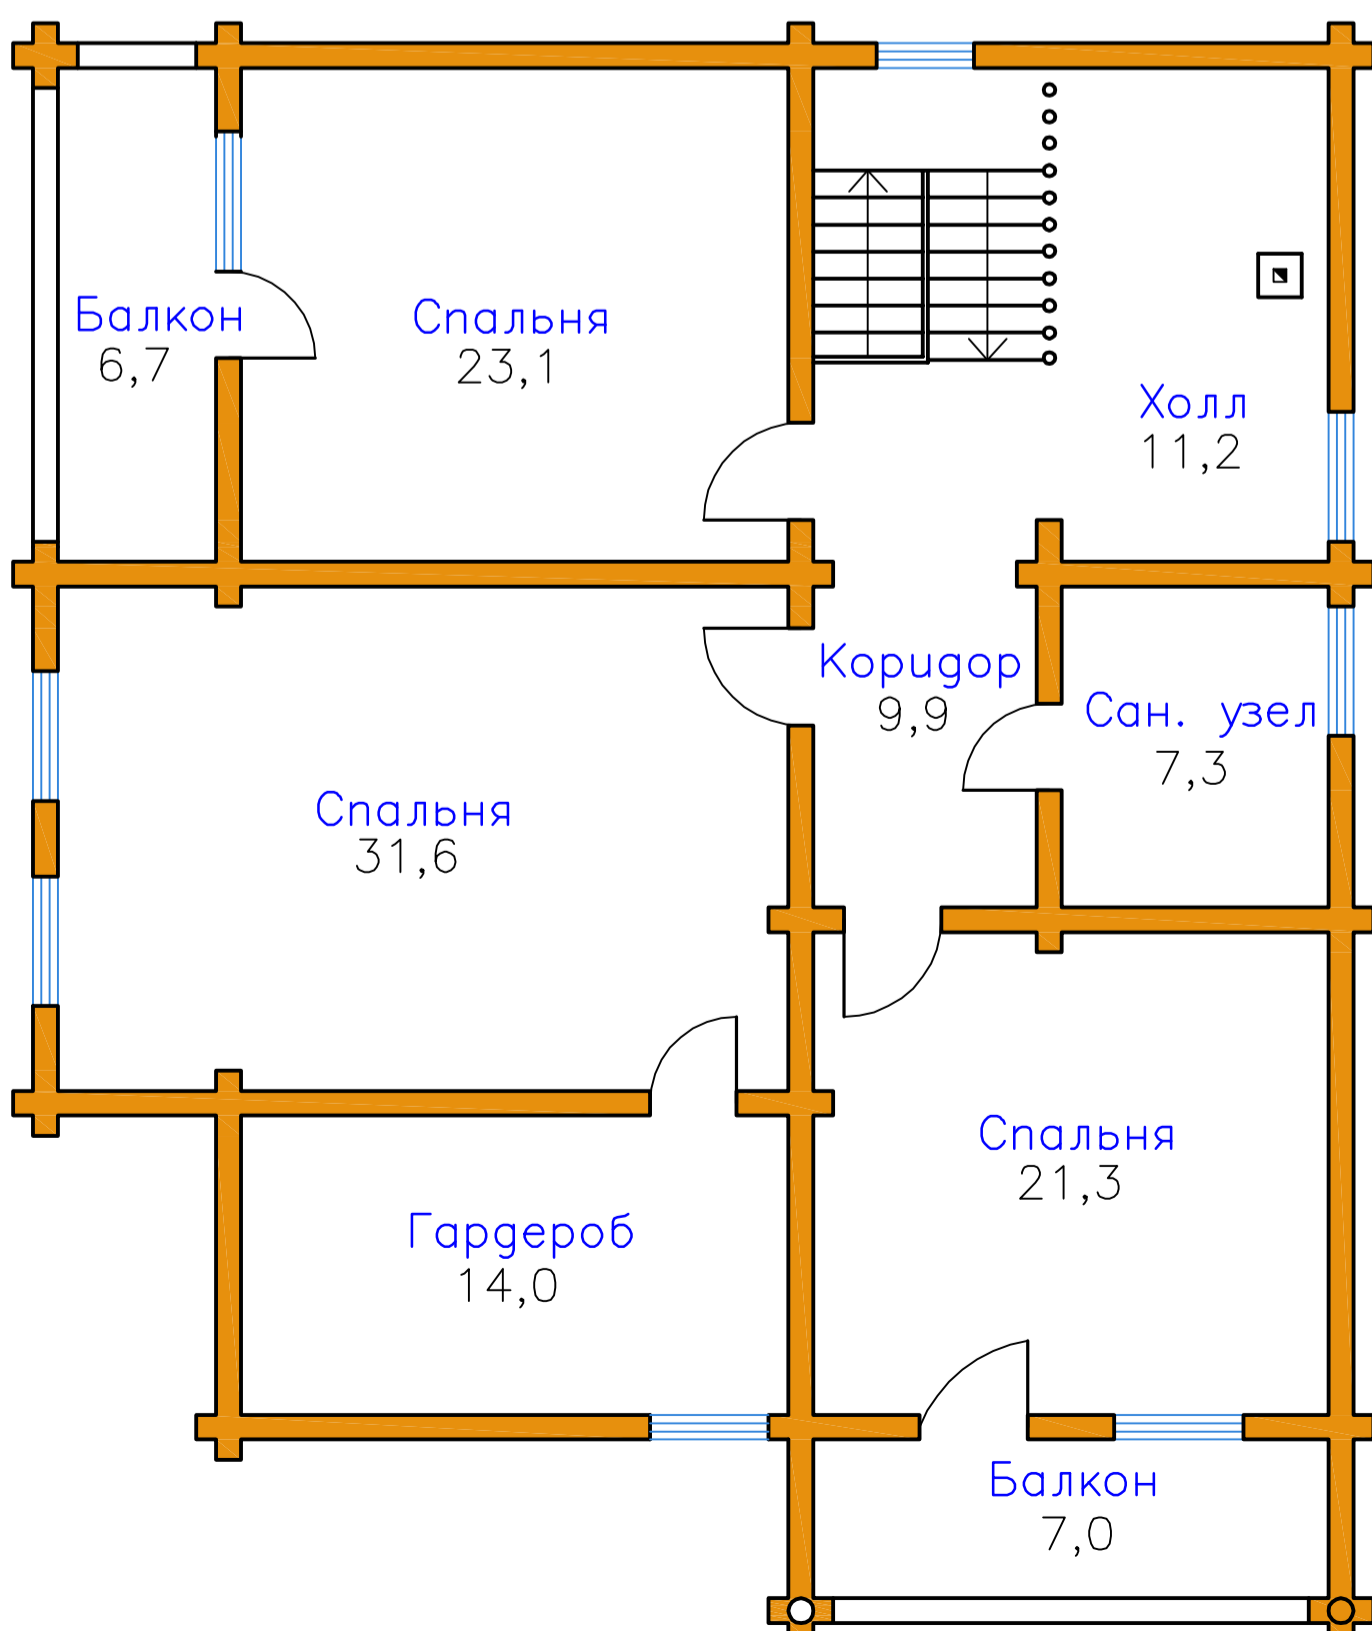 Балкон
6,7
Спальня
23,1
Холл
11,2
Коридор
9,9
Сан. узел
7,3
Спальня
31,6
Спальня
21,3
Гардероб
14,0
Балкон
7,0